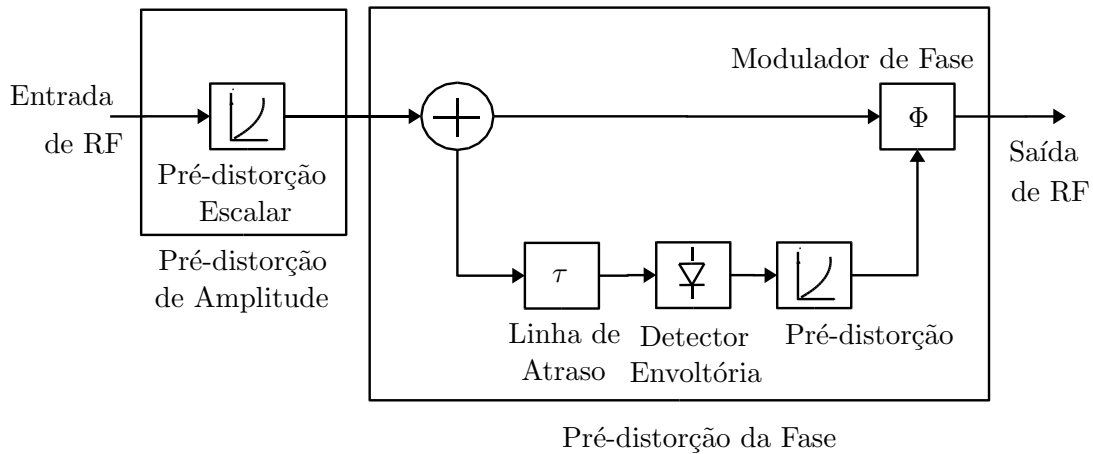 Entrada
de RF
Pré-distorção
Escalar
Pré-distorção
de Amplitude
Modulador de Fase
Φ
Saída
de RF
τ
Linha de
Atraso
Detector
Envoltória
Pré-distorção
Pré-distorção da Fase